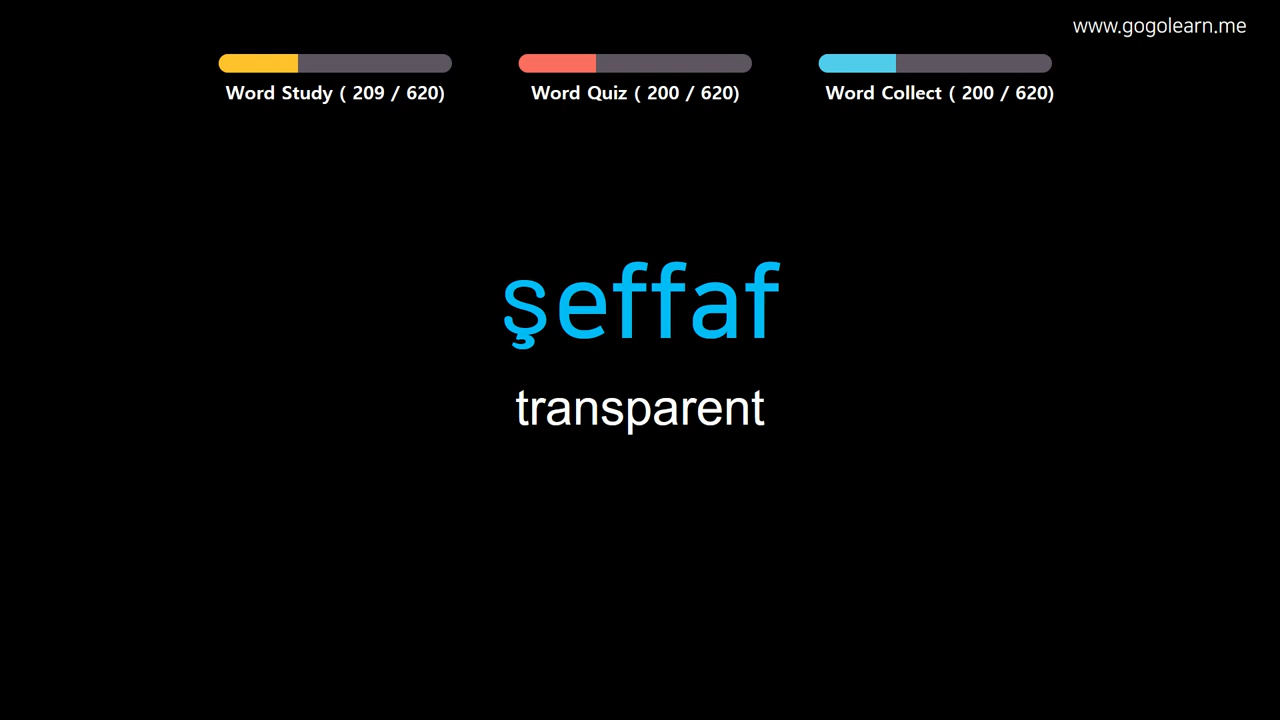 www.gogolearn.me
Word Study ( 209 / 620)
Word Quiz ( 200 / 620)
Word Collect ( 200 / 620)
şeffaf
transparent